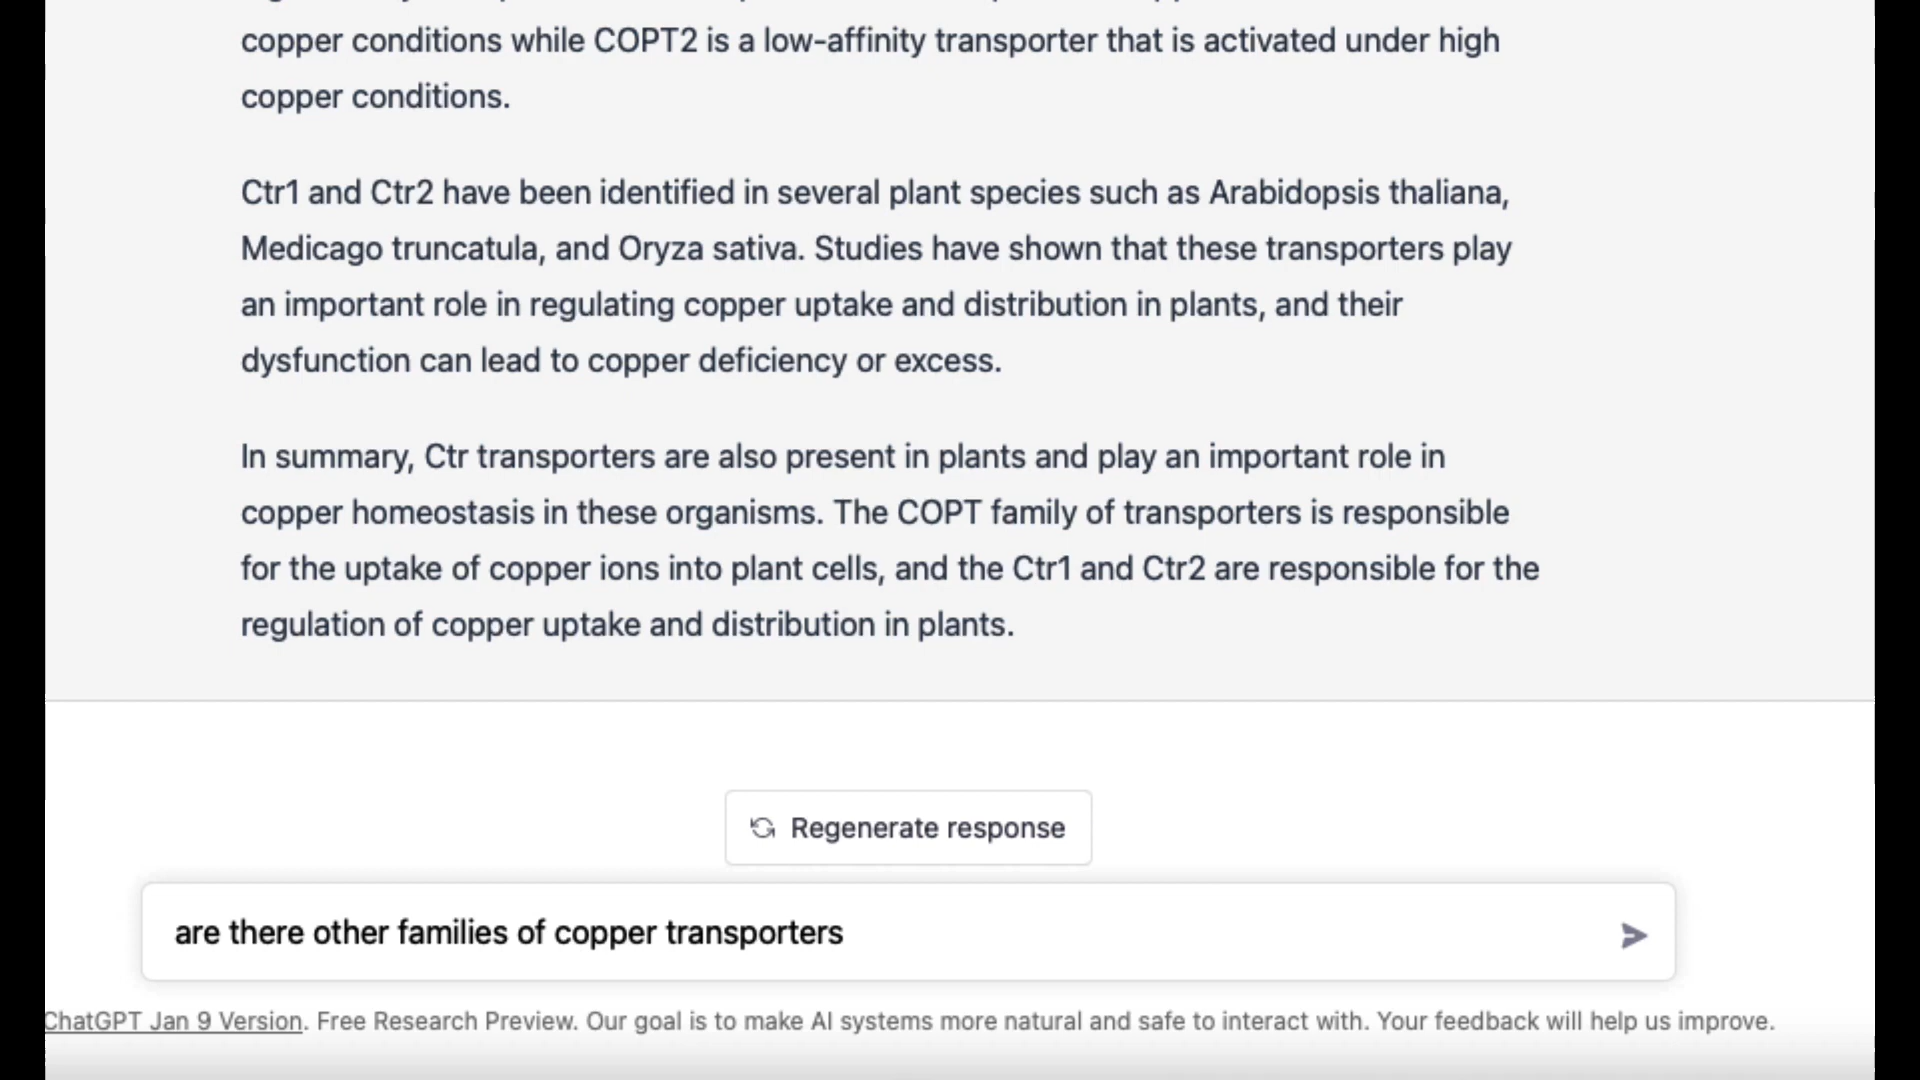 copper conditions while COPT2 is a low-affinity transporter that is activated under high
copper conditions.
Ctr1 and Ctr2 have been identified in several plant species such as Arabidopsis thaliana,
Medicago truncatula, and Oryza sativa. Studies have shown that these transporters play
an important role in regulating copper uptake and distribution in plants, and their
dysfunction can lead to copper deficiency or excess.
In summary, Ctr transporters are also present in plants and play an important role in
copper homeostasis in these organisms. The COPT family of transporters is responsible
for the uptake of copper ions into plant cells, and the Ctr1 and Ctr2 are responsible for the
regulation of copper uptake and distribution in plants.
Regenerate response
are there other families of copper transporters
ChatGPT Jan 9 Version. Free Research Preview. Our goal is to make AI systems more natural and safe to interact with. Your feedback will help us improve.